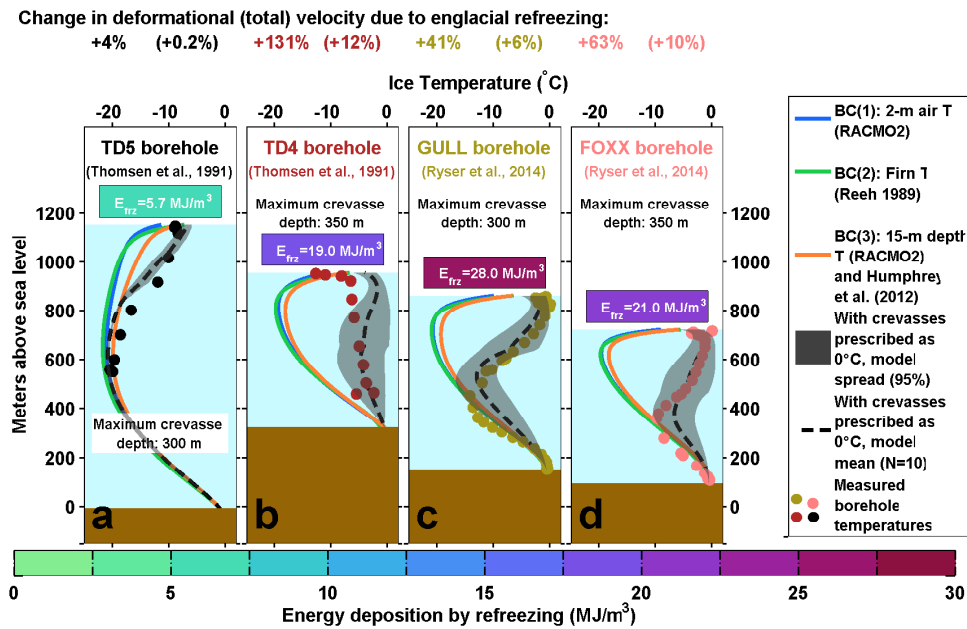 Change in deformational (total) velocity due to englacial refreezing:
+4% (+0.2%) +131% (+12%) +41% (+6%) +63% (+10%)
Ice Temperature (°C)
-20 -10 0 -20 -10 0 -20 -10 0 -20 -10 0
TD5 borehole
(Thomsen et al., 1991)
E_frz=5.7 MJ/m³
Maximum crevasse
depth: 300 m
a
TD4 borehole
(Thomsen et al., 1991)
Maximum crevasse
depth: 350 m
E_frz=19.0 MJ/m³
b
GULL borehole
(Ryser et al., 2014)
Maximum crevasse
depth: 300 m
E_frz=28.0 MJ/m³
c
FOXX borehole
(Ryser et al., 2014)
Maximum crevasse
depth: 350 m
E_frz=21.0 MJ/m³
d
Meters above sea level
1200
1000
800
600
400
200
0
1200
1000
800
600
400
200
0
BC(1): 2-m air T
(RACMO2)
BC(2): Firn T
(Reeh 1989)
BC(3): 15-m depth
T (RACMO2)
and Humphrey
et al. (2012)
With crevasses
prescribed as
0°C, model
spread (95%)
With crevasses
prescribed as
0°C, model
mean (N=10)
Measured
borehole
temperatures
0 5 10 15 20 25 30
Energy deposition by refreezing (MJ/m³)